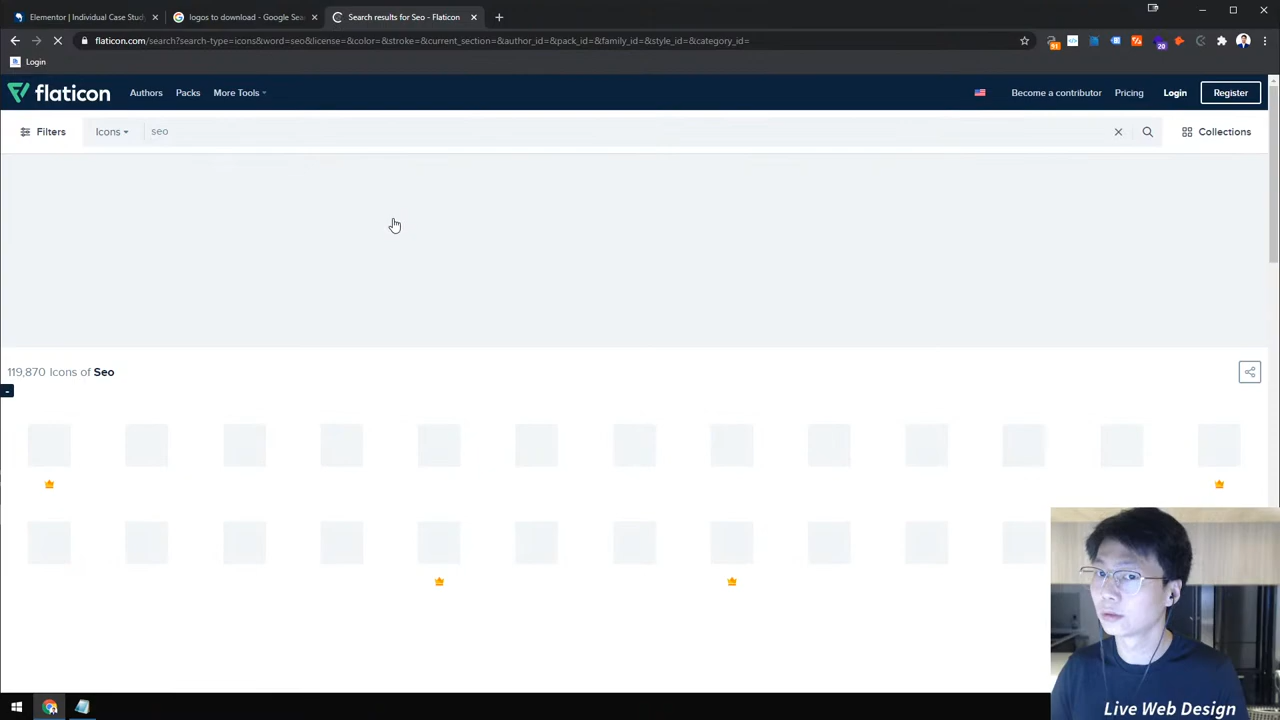 Elementor | Individual Case Stud
logos to download - Google Sea
Search results for Seo - Flaticon
flaticon.com/search?search-type=icons&word=seo&license=&color=&stroke=&current_section=&author_id=&pack_id=&family_id=&style_id=&category_id=
91
20
Login
flaticon
Authors
Packs
More Tools
Become a contributor
Pricing
Login
Register
Filters
Icons
seo
Collections
119,870 Icons of Seo
Live Web Design